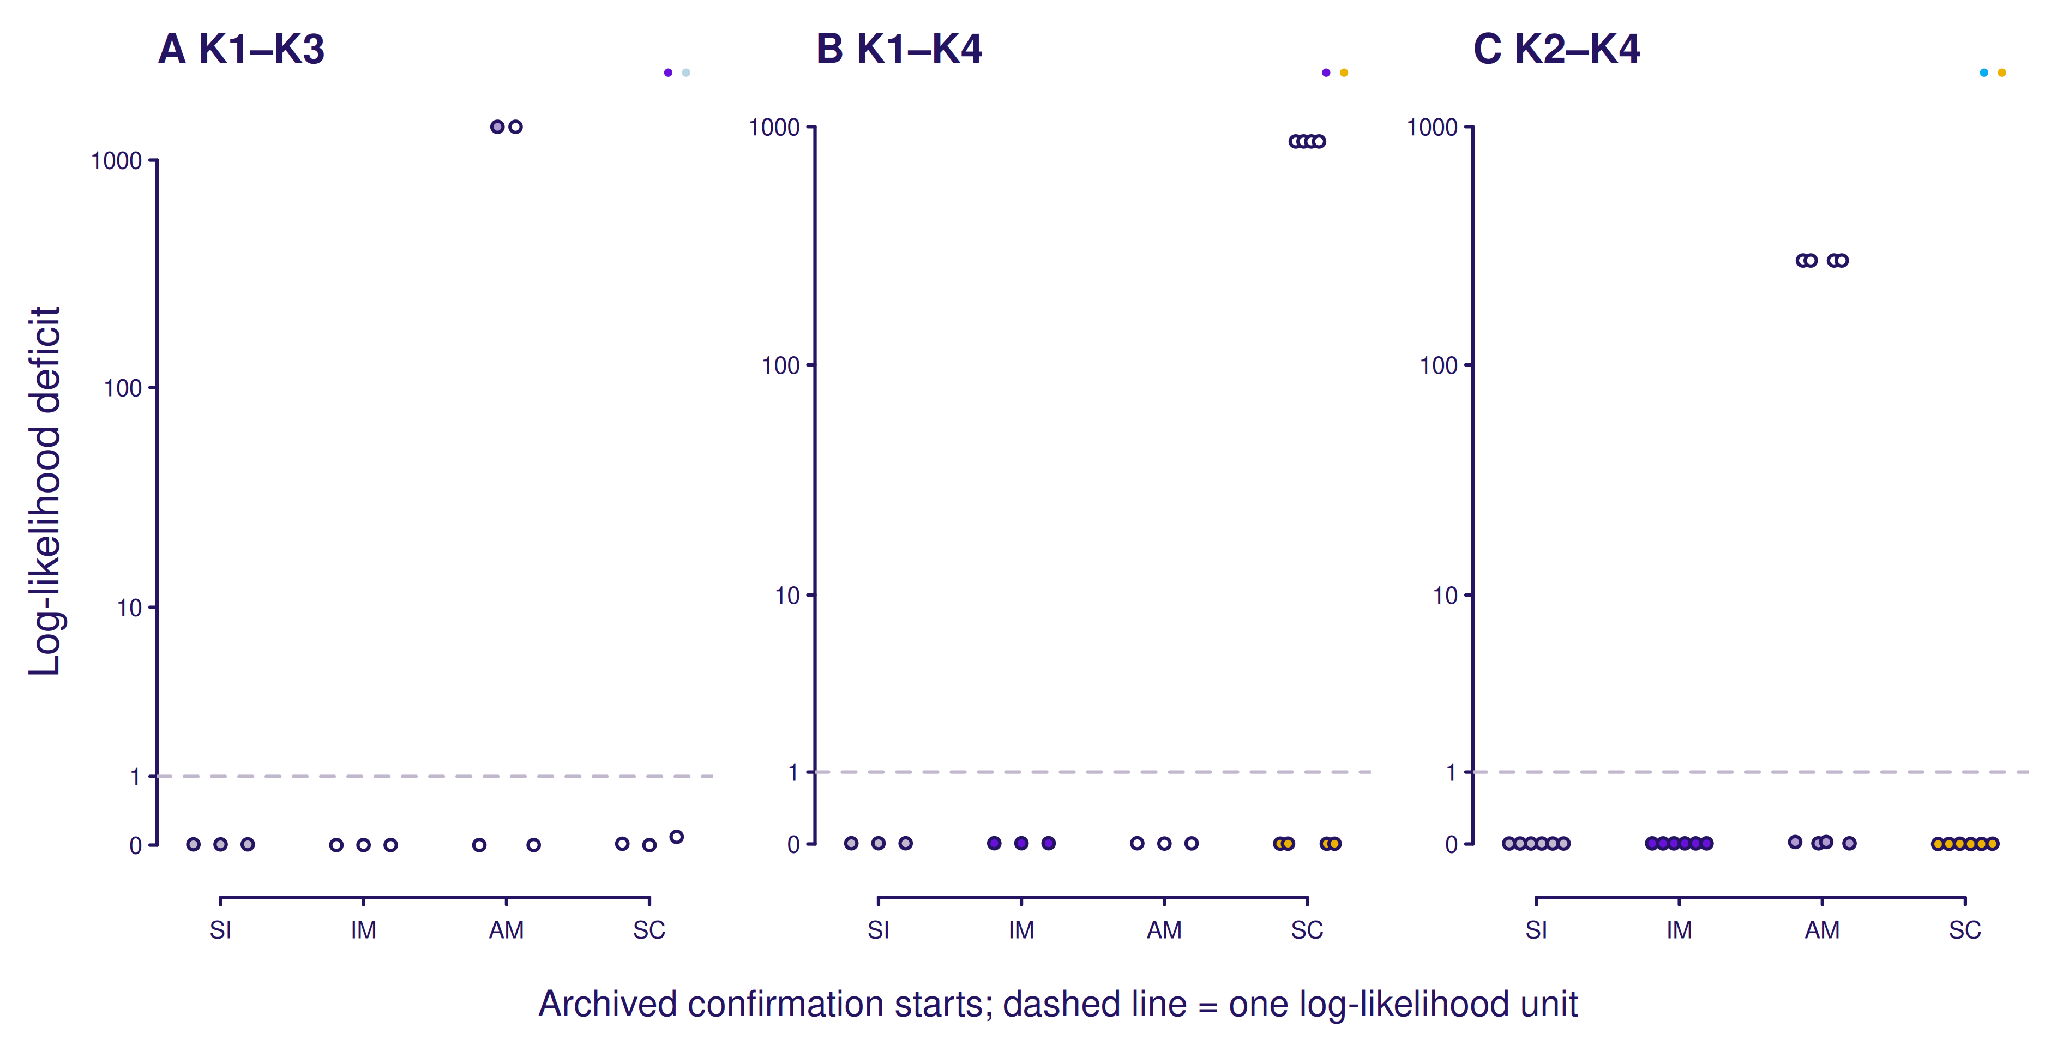 A K1–K3
B K1–K4
C K2–K4
Log-likelihood deficit
1000
100
10
1
0
SI IM AM SC
1000
100
10
1
0
SI IM AM SC
1000
100
10
1
0
SI IM AM SC
Archived confirmation starts; dashed line = one log-likelihood unit